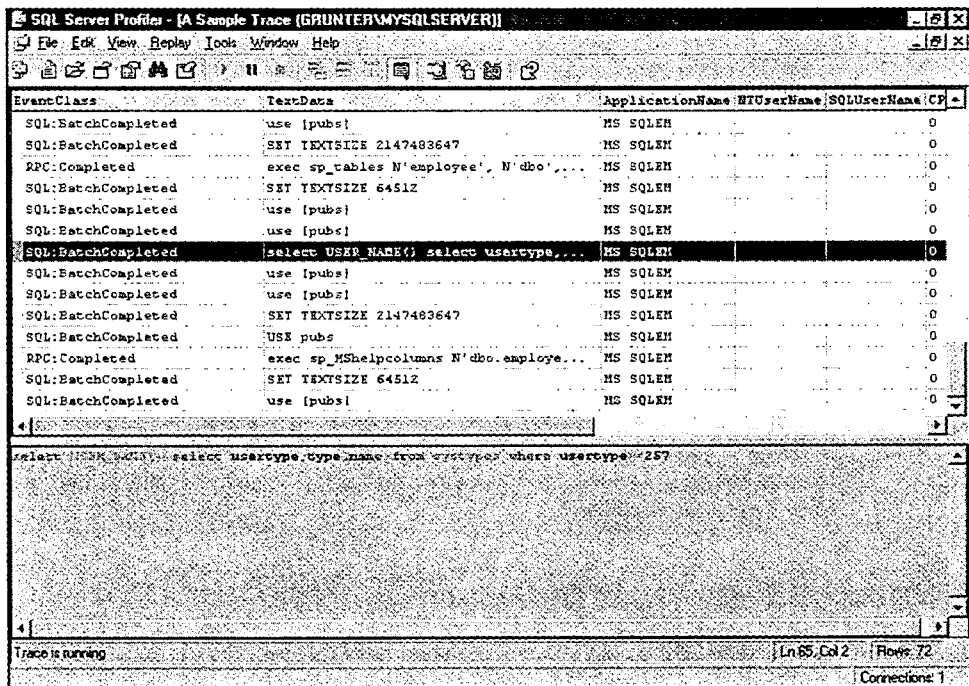 SQL Server Profiler - [A Sample Trace (GRUNTER\MYSQLSERVER)]
File Edit View Replay Tools Window Help
EventClass TextData ApplicationName NTUserName SQLUserName CP
SQL:BatchCompleted use [pubs] MS SQLEM 0
SQL:BatchCompleted SET TEXTSIZE 2147483647 MS SQLEM 0
RPC:Completed exec sp_tables N'employee', N'dbo',... MS SQLEM 0
SQL:BatchCompleted SET TEXTSIZE 64512 MS SQLEM 0
SQL:BatchCompleted use [pubs] MS SQLEM 0
SQL:BatchCompleted use [pubs] MS SQLEM 0
SQL:BatchCompleted select USER_NAME() select usertype,... MS SQLEM 0
SQL:BatchCompleted use [pubs] MS SQLEM 0
SQL:BatchCompleted use [pubs] MS SQLEM 0
SQL:BatchCompleted SET TEXTSIZE 2147483647 MS SQLEM 0
SQL:BatchCompleted USE pubs MS SQLEM 0
RPC:Completed exec sp_MShelpcolumns N'dbo.employe... MS SQLEM 0
SQL:BatchCompleted SET TEXTSIZE 64512 MS SQLEM 0
SQL:BatchCompleted use [pubs] MS SQLEM 0
select USER_NAME() select usertype,type,name from systypes where usertype>=257
Trace is running Ln 65, Col 2 Rows: 72
Connections: 1